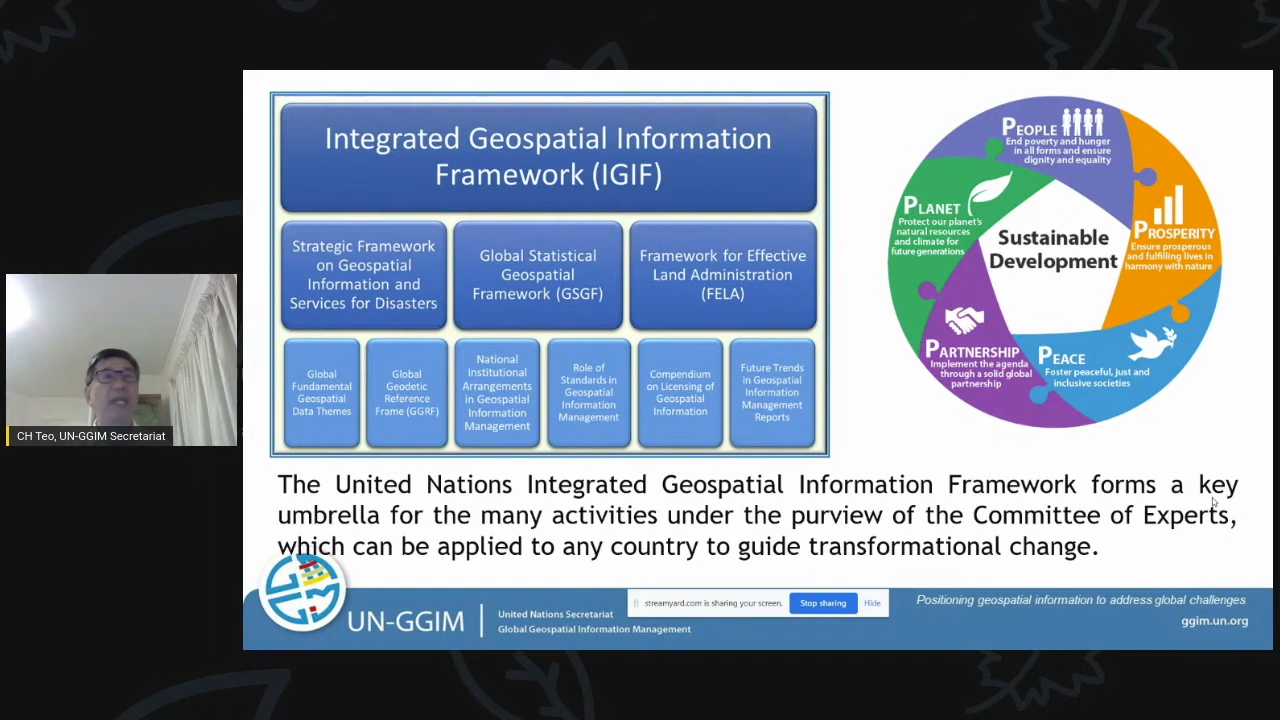 Integrated Geospatial Information
Framework (IGIF)
Strategic Framework
on Geospatial
Information and
Services for Disasters
Global Statistical
Geospatial
Framework (GSGF)
Framework for Effective
Land Administration
(FELA)
Global
Fundamental
Geospatial
Data Themes
Global
Geodetic
Reference
Frame (GGRF)
National
Institutional
Arrangements
in Geospatial
Information
Management
Role of
Standards in
Geospatial
Information
Management
Compendium
on Licensing of
Geospatial
Information
Future Trends
in Geospatial
Information
Management
Reports
PEOPLE
End poverty and hunger
in all forms and ensure
dignity and equality
PLANET
Protect our planet's
natural resources
and climate for
future generations
PROSPERITY
Ensure prosperous
and fulfilling lives in
harmony with nature
Sustainable
Development
PARTNERSHIP
Implement the agenda
through a solid global
partnership
PEACE
Foster peaceful, just and
inclusive societies
CH Teo, UN-GGIM Secretariat
The United Nations Integrated Geospatial Information Framework forms a key
umbrella for the many activities under the purview of the Committee of Experts,
which can be applied to any country to guide transformational change.
UN-GGIM
United Nations Secretariat
Global Geospatial Information Management
streamyard.com is sharing your screen.
Stop sharing
Hide
Positioning geospatial information to address global challenges
ggim.un.org